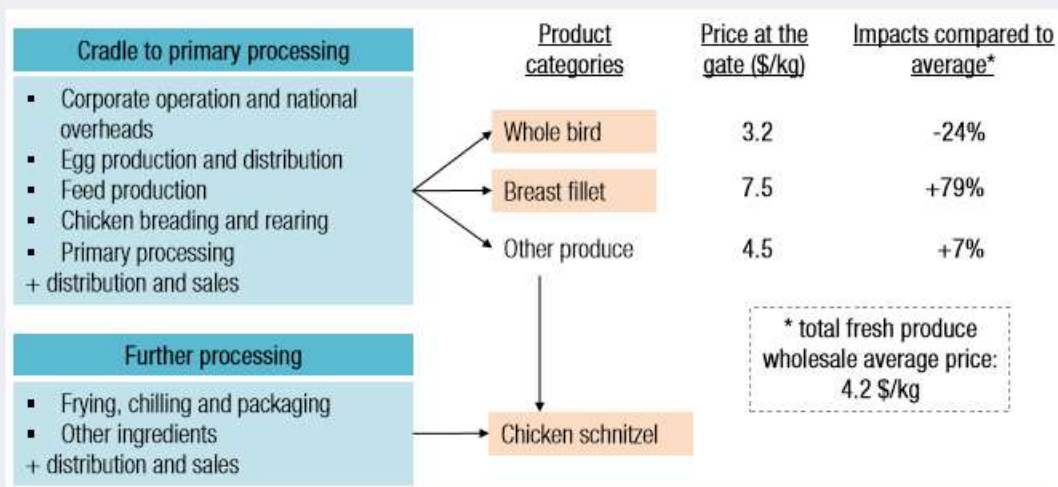 Cradle to primary processing
▪ Corporate operation and national
overheads
▪ Egg production and distribution
▪ Feed production
▪ Chicken breading and rearing
▪ Primary processing
+ distribution and sales
Further processing
▪ Frying, chilling and packaging
▪ Other ingredients
+ distribution and sales
Product
categories
Price at the
gate ($/kg)
Impacts compared to
average*
Whole bird 3.2 -24%
Breast fillet 7.5 +79%
Other produce 4.5 +7%
* total fresh produce
wholesale average price:
4.2 $/kg
Chicken schnitzel